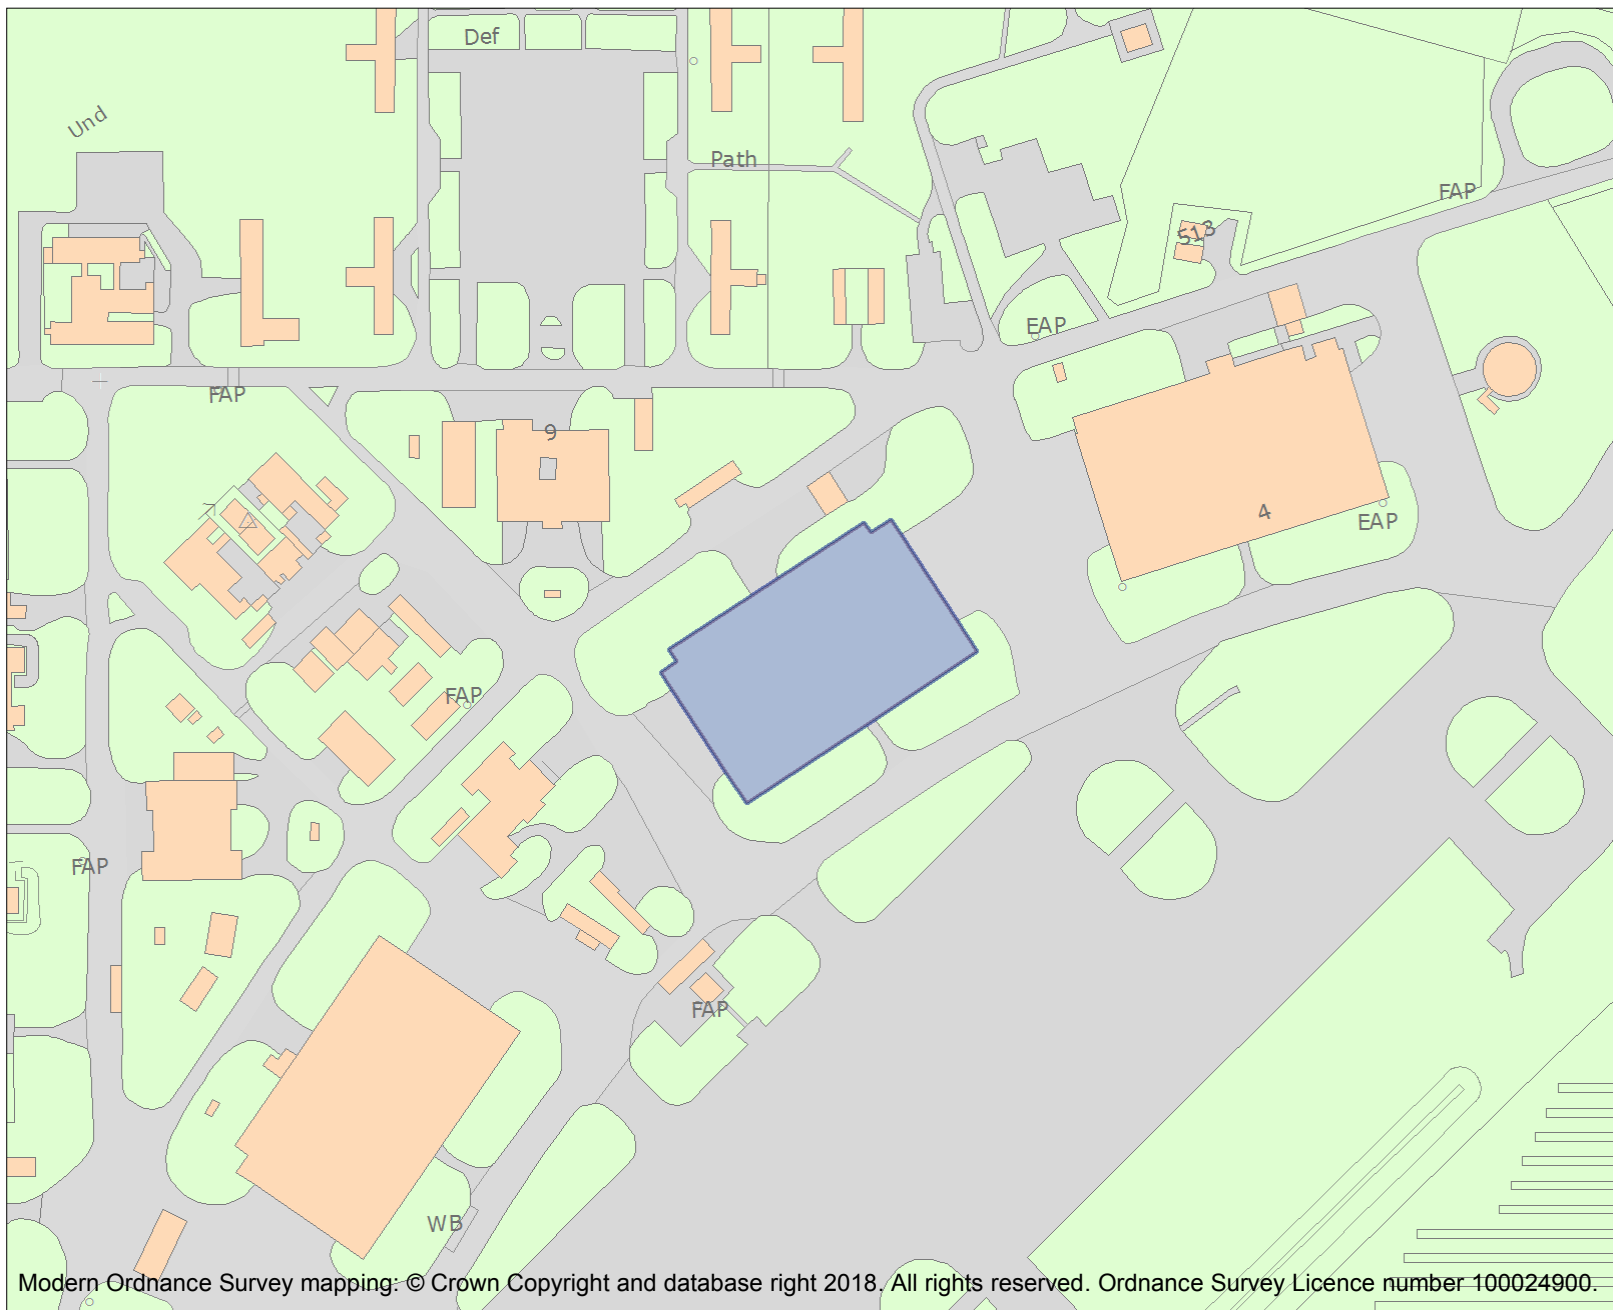 Def
Und
Path
FAP
513
EAP
FAP
9
4
EAP
FAP
FAP
FAP
WB
Modern Ordnance Survey mapping: © Crown Copyright and database right 2018. All rights reserved. Ordnance Survey Licence number 100024900.